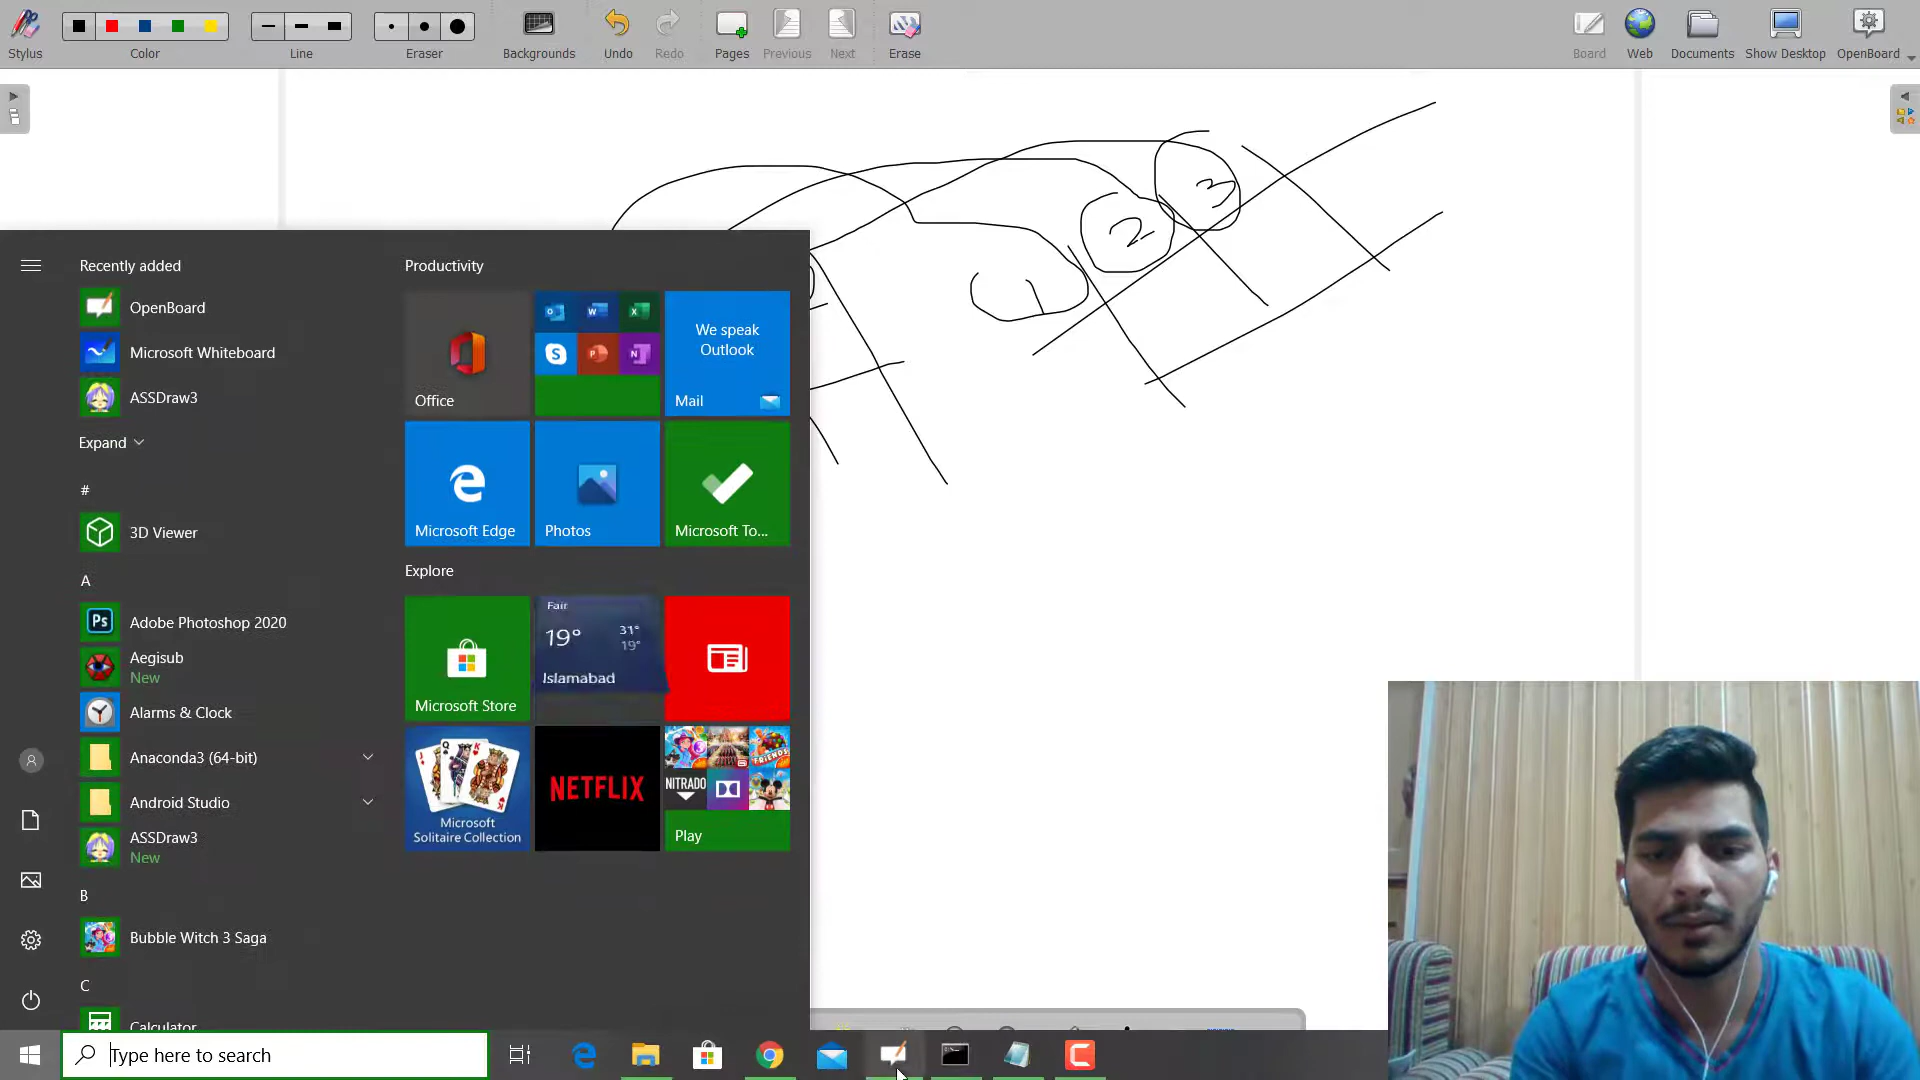 Stylus
Color
Line
Eraser
Backgrounds
Undo
Redo
Pages
Previous
Next
Erase
Board
Web
Documents
Show Desktop
OpenBoard
1
2
3
Recently added
OpenBoard
Microsoft Whiteboard
ASSDraw3
Expand
#
3D Viewer
A
Adobe Photoshop 2020
Aegisub
New
Alarms & Clock
Anaconda3 (64-bit)
Android Studio
ASSDraw3
New
B
Bubble Witch 3 Saga
C
Calculator
Productivity
Office
We speak
Outlook
Mail
Microsoft Edge
Photos
Microsoft To...
Explore
Microsoft Store
Fair
19°
31°
19°
Islamabad
Microsoft
Solitaire Collection
NETFLIX
NITRADO
FRIENDS
Play
Type here to search